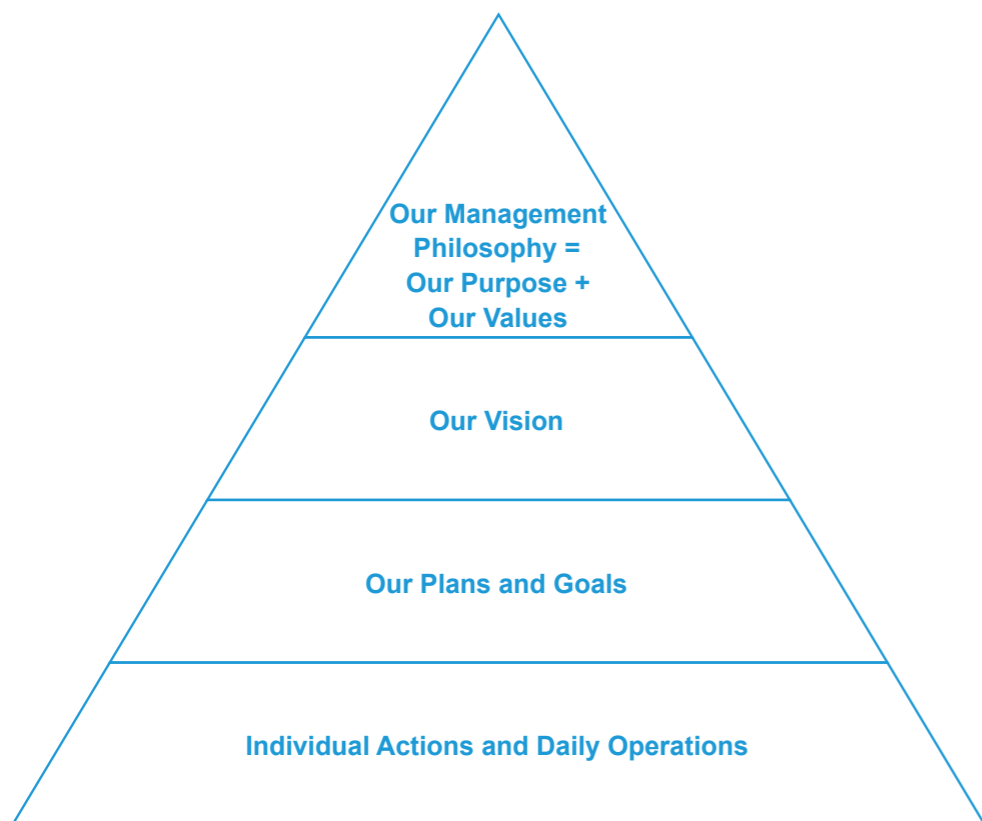 Our Management
Philosophy =
Our Purpose +
Our Values
Our Vision
Our Plans and Goals
Individual Actions and Daily Operations